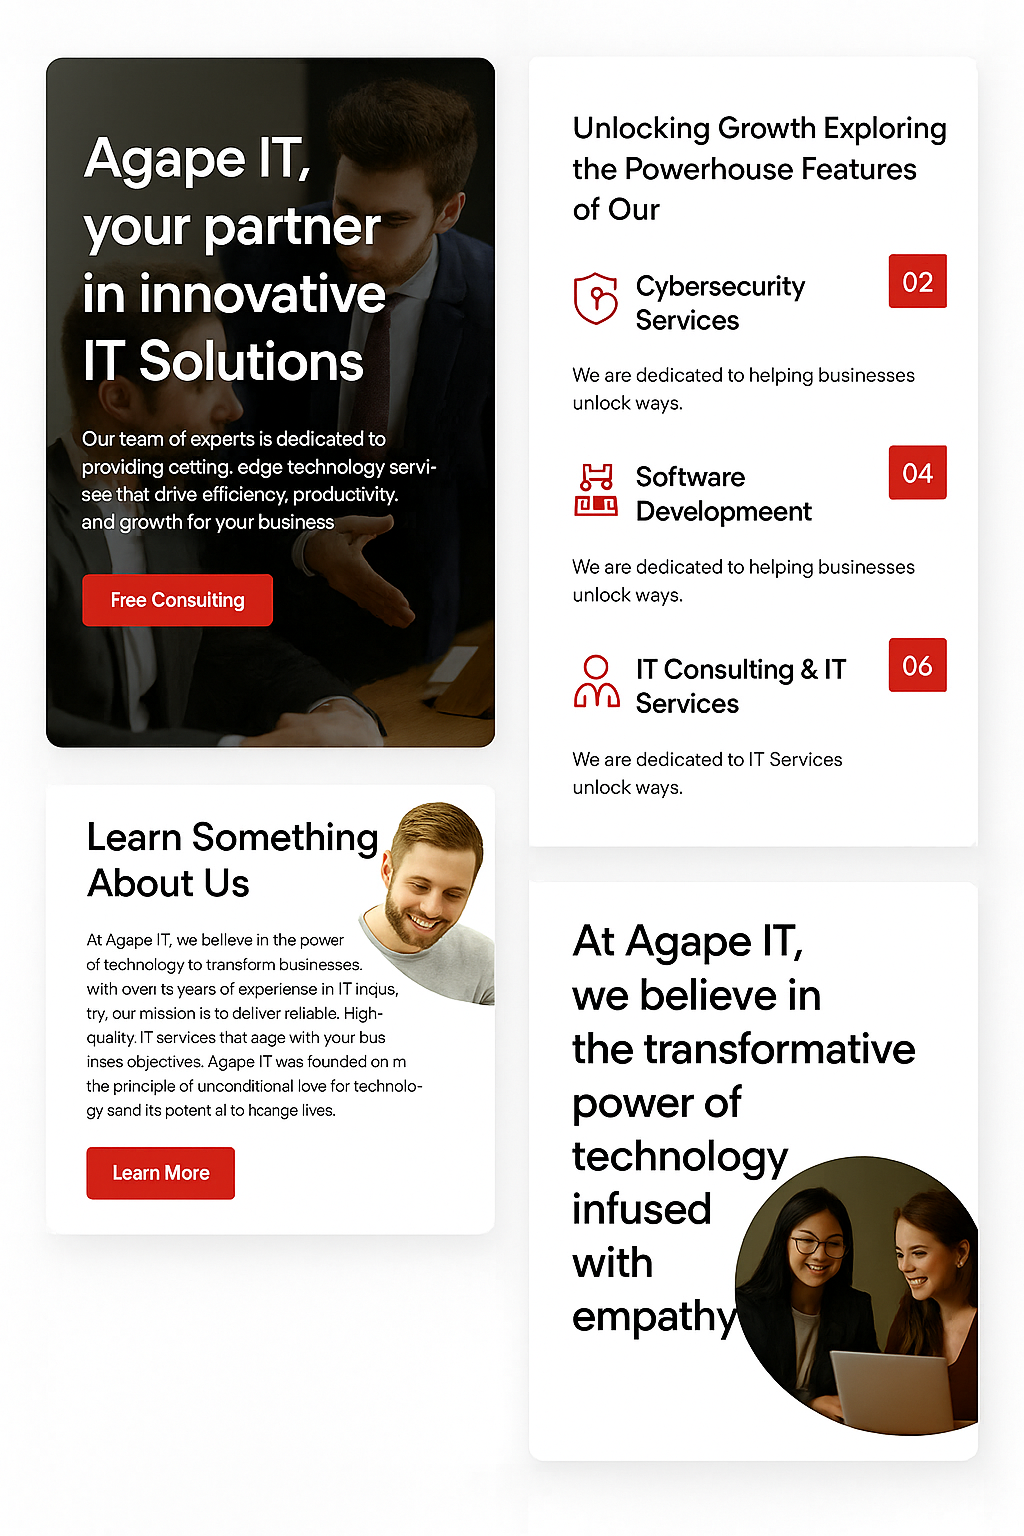 Agape IT,
your partner
in innovative
IT Solutions
Our team of experts is dedicated to
providing cetting. edge technology servi-
see that drive efficiency, productivity.
and growth for your business
Free Consuiting
Unlocking Growth Exploring
the Powerhouse Features
of Our
Cybersecurity
Services
02
We are dedicated to helping businesses
unlock ways.
Software
Developmeent
04
We are dedicated to helping businesses
unlock ways.
IT Consulting & IT
Services
06
We are dedicated to IT Services
unlock ways.
Learn Something
About Us
At Agape IT, we belleve in the power
of technology to transform businesses.
with overı ts years of experiense in IT inqus,
try, our mission is to deliver reliable. High-
quality. IT services that aage with your bus
inses objectives. Agape IT was founded on m
the principle of unconditional love for technolo-
gy sand its potent al to hcange lives.
Learn More
At Agape IT,
we believe in
the transformative
power of
technology
infused
with
empathy